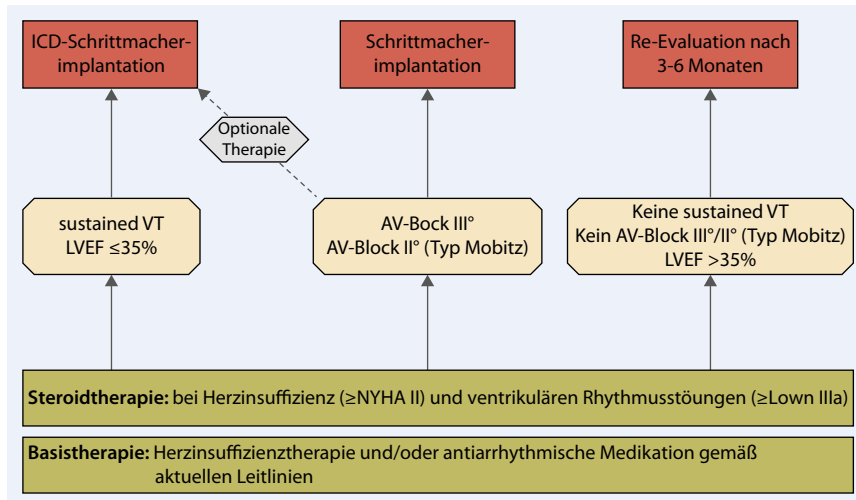 ICD-Schrittmacher-
implantation
Schrittmacher-
implantation
Re-Evaluation nach
3-6 Monaten
Optionale
Therapie
sustained VT
LVEF ≤35%
AV-Bock III°
AV-Block II° (Typ Mobitz)
Keine sustained VT
Kein AV-Block III°/II° (Typ Mobitz)
LVEF >35%
Steroidtherapie: bei Herzinsuffizienz (≥NYHA II) und ventrikulären Rhythmusstöungen (≥Lown IIIa)
Basistherapie: Herzinsuffizienztherapie und/oder antiarrhythmische Medikation gemäß
aktuellen Leitlinien